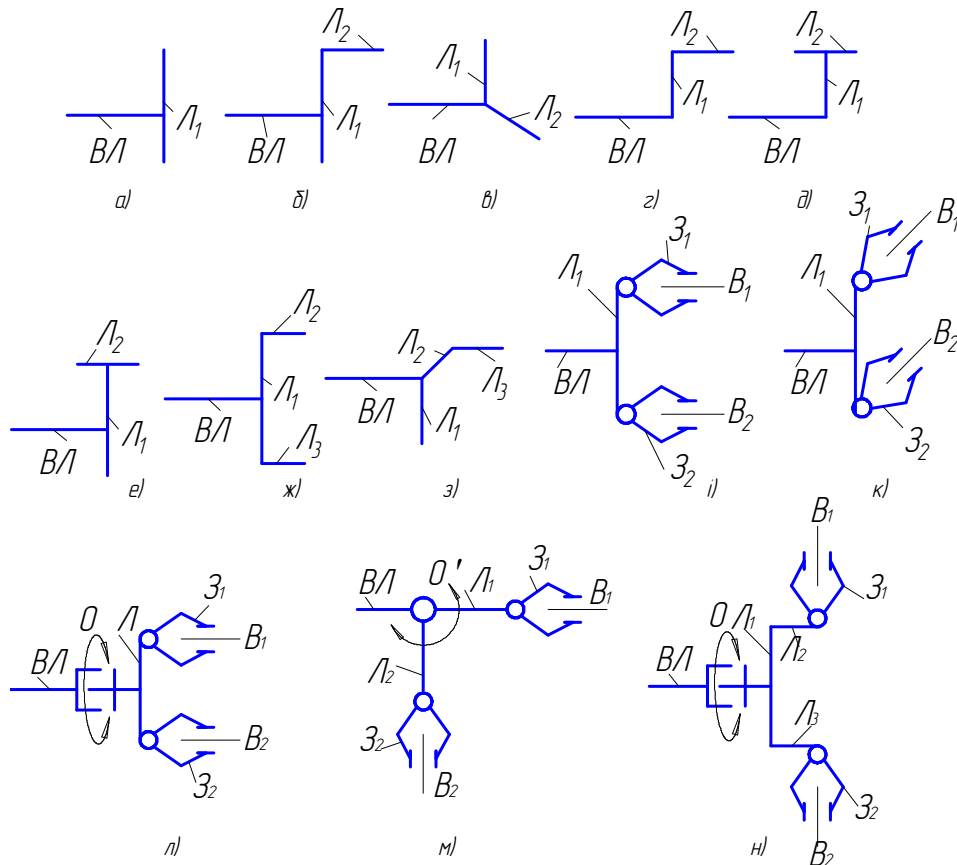 Л₁
ВЛ
а)
Л₂
Л₁
ВЛ
б)
Л₁
Л₂
ВЛ
в)
Л₂
Л₁
ВЛ
г)
Л₂
Л₁
ВЛ
д)
Л₂
Л₁
ВЛ
е)
Л₂
Л₁
ВЛ
Л₃
ж)
Л₂
Л₃
ВЛ
Л₁
з)
З₁
Л₁
В₁
ВЛ
В₂
З₂
і)
З₁
В₁
Л₁
В₂
ВЛ
З₂
к)
З₁
О
Л
В₁
ВЛ
В₂
З₂
л)
О'
З₁
ВЛ
Л₁
В₁
Л₂
З₂
В₂
м)
В₁
З₁
О
Л₁
Л₂
ВЛ
Л₃
З₂
В₂
н)